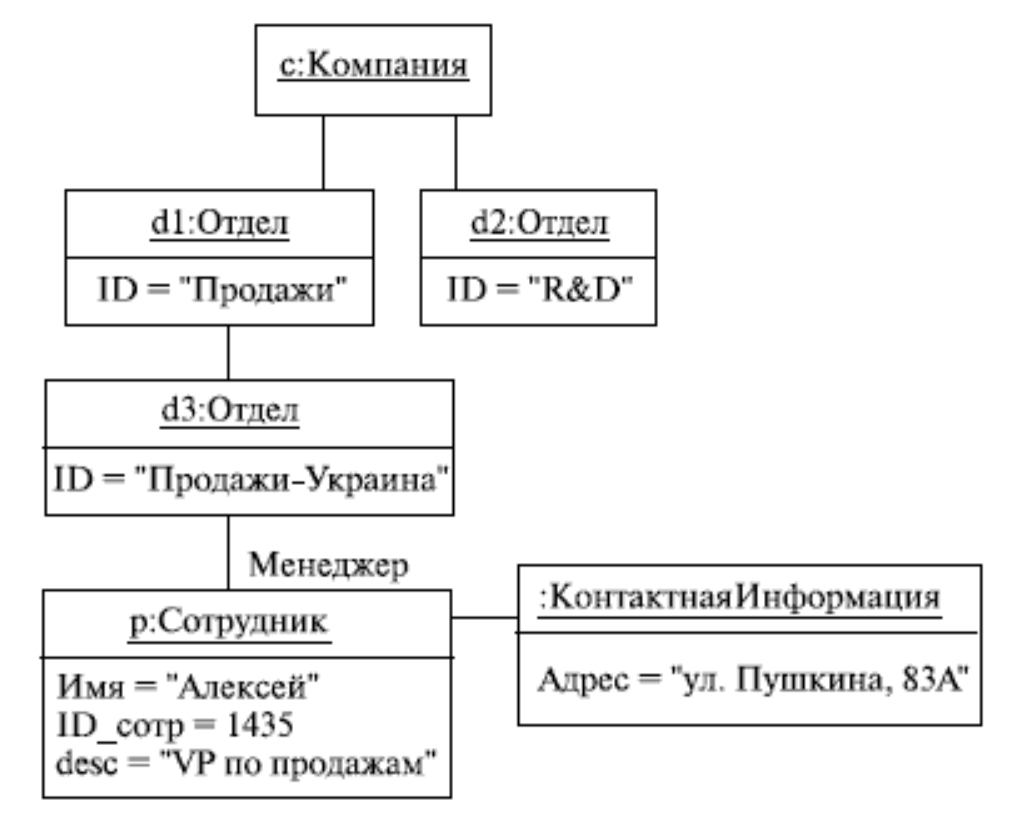 c:Компания
d1:Отдел
ID = "Продажи"
d2:Отдел
ID = "R&D"
d3:Отдел
ID = "Продажи-Украина"
Менеджер
p:Сотрудник
Имя = "Алексей"
ID_сотр = 1435
desc = "VP по продажам"
:КонтактнаяИнформация
Адрес = "ул. Пушкина, 83А"